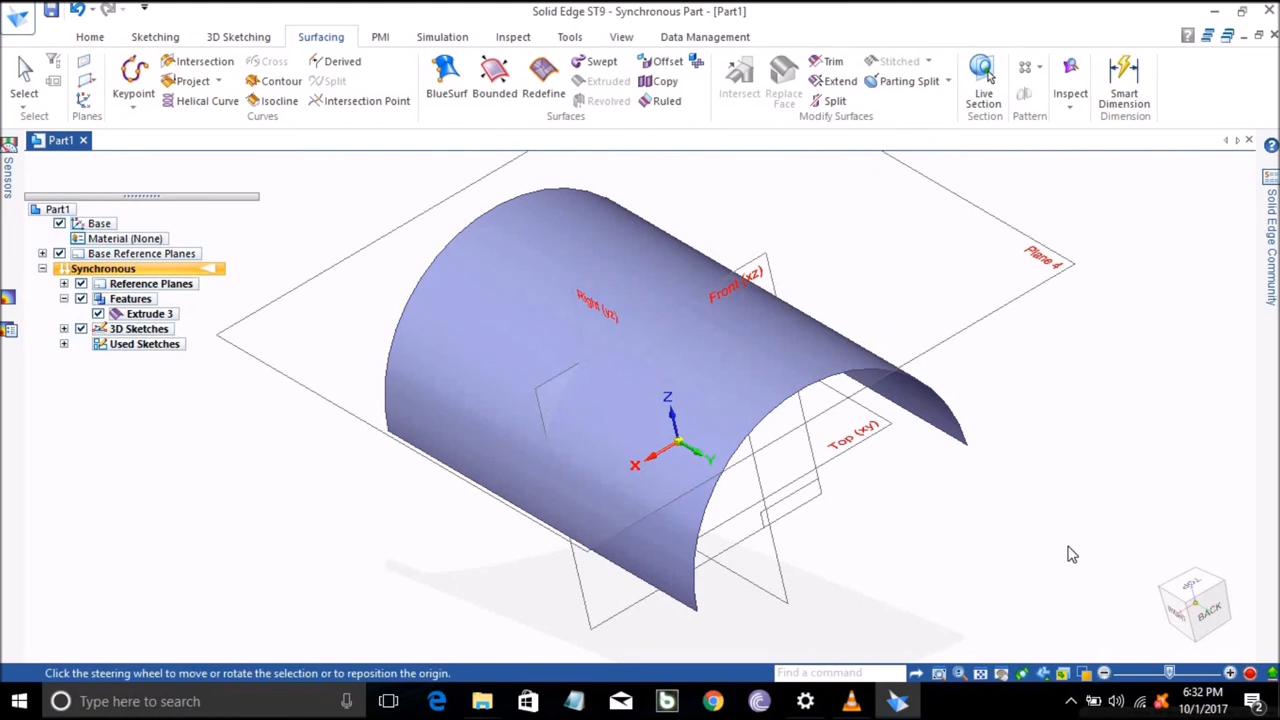 Solid Edge ST9 - Synchronous Part - [Part1]
Home Sketching 3D Sketching Surfacing PMI Simulation Inspect Tools View Data Management
Select
Select
Planes
Keypoint
Intersection Cross Derived
Project Contour Split
Helical Curve Isocline Intersection Point
Curves
BlueSurf Bounded Redefine
Swept Offset
Extruded Copy
Revolved Ruled
Surfaces
Intersect Replace Face
Trim Stitched
Extend Parting Split
Split
Modify Surfaces
Live Section
Section
Pattern
Inspect
Smart Dimension
Dimension
Part1
Sensors
Solid Edge Community
Part1
Base
Material (None)
Base Reference Planes
Synchronous
Reference Planes
Features
Extrude 3
3D Sketches
Used Sketches
Plane 4
Front (xz)
Right (yz)
Top (xy)
Z
X
Y
TOP
BACK
Click the steering wheel to move or rotate the selection or to reposition the origin.
Find a command
Type here to search
6:32 PM
10/1/2017
2